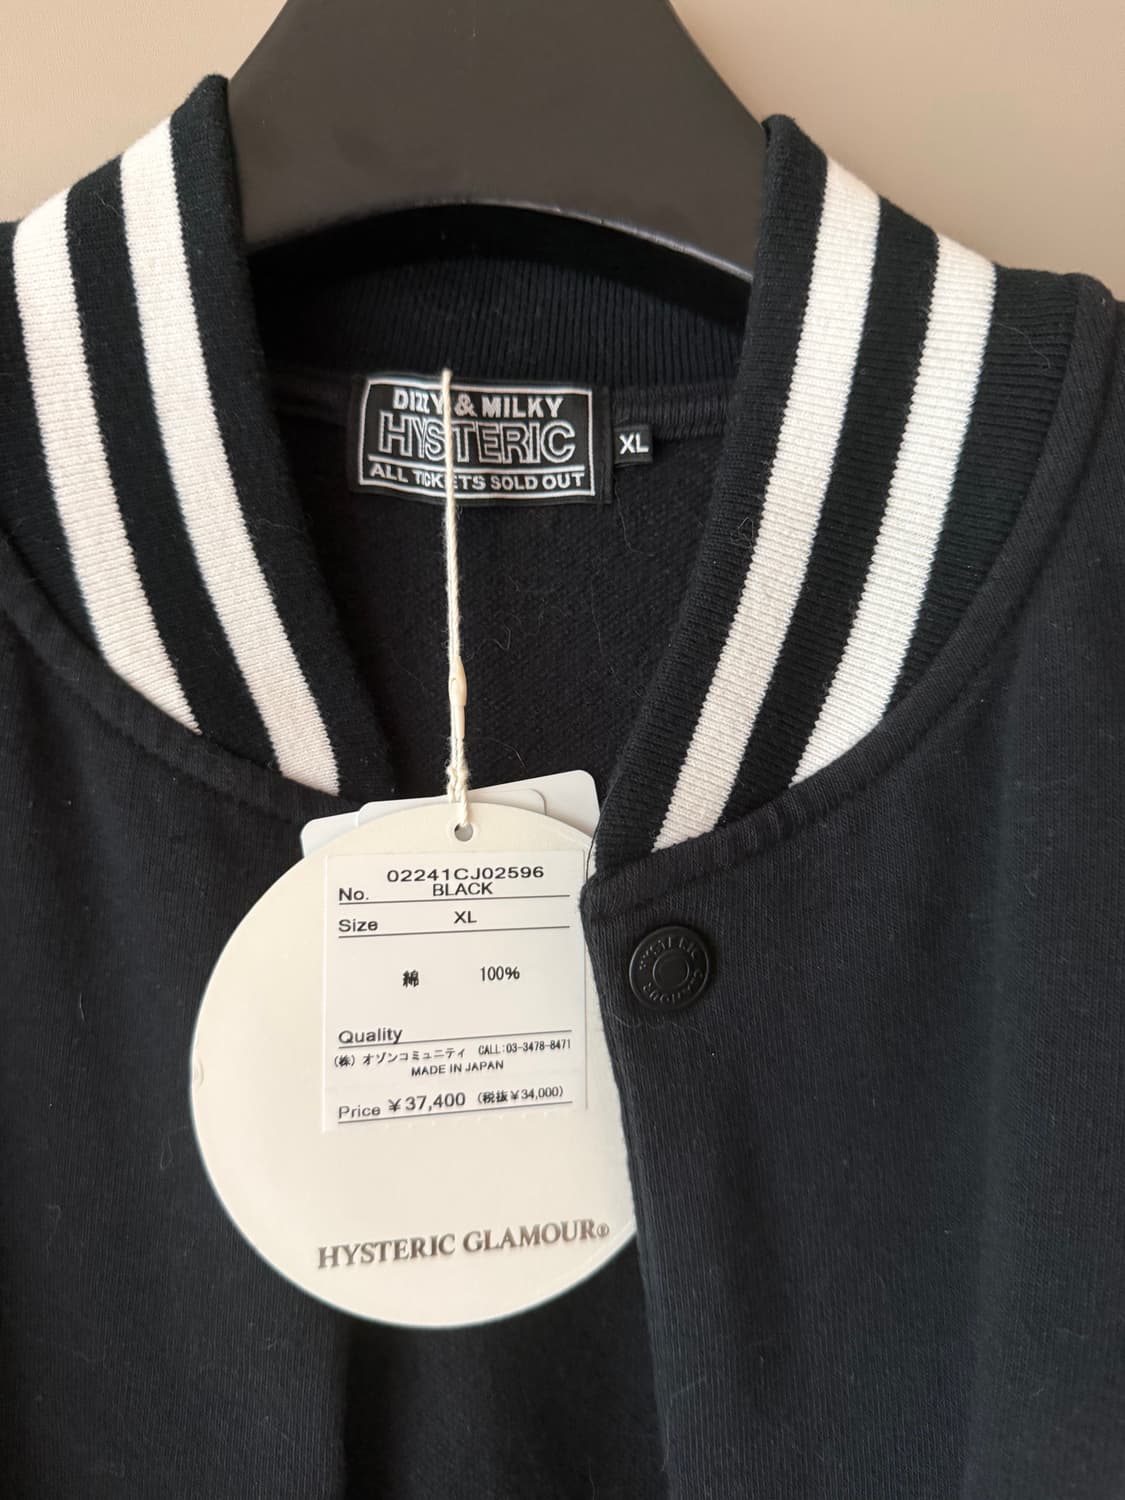 DIZZY & MILKY
HYSTERIC
ALL TICKETS SOLD OUT
XL
02241CJ02596
No. BLACK
Size XL
綿 100%
Quality
(株) オゾンコミュニティ CALL:03-3478-8471
MADE IN JAPAN
Price ¥37,400 (税抜¥34,000)
HYSTERIC GLAMOUR®
HYSTERIC
GLAMOUR